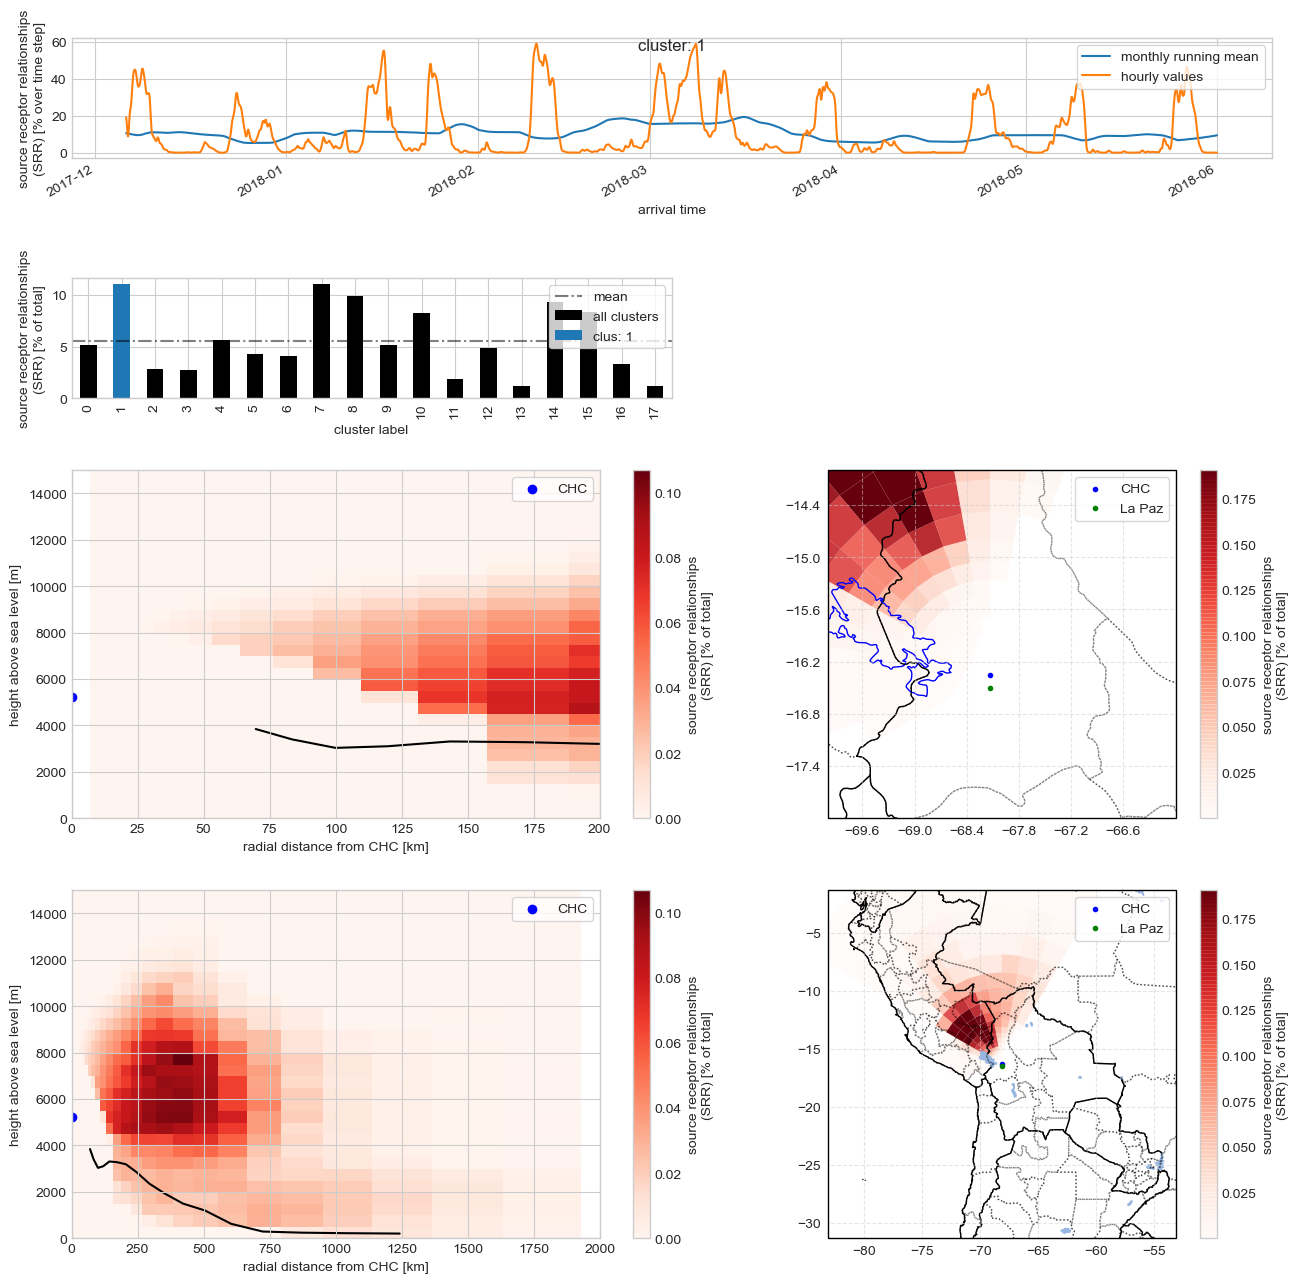 cluster: 1
source receptor relationships
(SRR) [% over time step]
60
40
20
0
monthly running mean
hourly values
2017-12
2018-01
2018-02
2018-03
2018-04
2018-05
2018-06
arrival time
source receptor relationships
(SRR) [% of total]
10
5
0
mean
all clusters
clus: 1
0 1 2 3 4 5 6 7 8 9 10 11 12 13 14 15 16 17
cluster label
height above sea level [m]
14000
12000
10000
8000
6000
4000
2000
0
CHC
0 25 50 75 100 125 150 175 200
radial distance from CHC [km]
0.10
0.08
0.06
0.04
0.02
0.00
source receptor relationships
(SRR) [% of total]
−14.4
−15.0
−15.6
−16.2
−16.8
−17.4
CHC
La Paz
−69.6 −69.0 −68.4 −67.8 −67.2 −66.6
0.175
0.150
0.125
0.100
0.075
0.050
0.025
source receptor relationships
(SRR) [% of total]
height above sea level [m]
14000
12000
10000
8000
6000
4000
2000
0
CHC
0 250 500 750 1000 1250 1500 1750 2000
radial distance from CHC [km]
0.10
0.08
0.06
0.04
0.02
0.00
source receptor relationships
(SRR) [% of total]
−5
−10
−15
−20
−25
−30
CHC
La Paz
−80 −75 −70 −65 −60 −55
0.175
0.150
0.125
0.100
0.075
0.050
0.025
source receptor relationships
(SRR) [% of total]